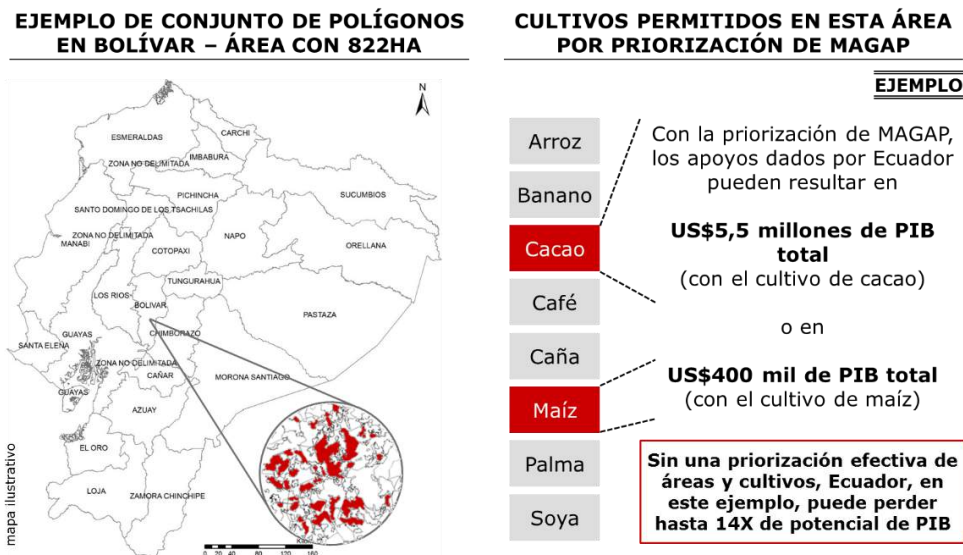 EJEMPLO DE CONJUNTO DE POLÍGONOS
EN BOLÍVAR – ÁREA CON 822HA
CULTIVOS PERMITIDOS EN ESTA ÁREA
POR PRIORIZACIÓN DE MAGAP
EJEMPLO
N
ESMERALDAS
CARCHI
IMBABURA
ZONA NO DELIMITADA
PICHINCHA
SUCUMBIOS
SANTO DOMINGO DE LOS TSACHILAS
ZONA NO DELIMITADA
MANABI
NAPO
ORELLANA
COTOPAXI
TUNGURAHUA
LOS RIOS
BOLIVAR
PASTAZA
GUAYAS
CHIMBORAZO
SANTA ELENA
ZONA NO DELIMITADA
CAÑAR
MORONA SANTIAGO
GUAYAS
AZUAY
EL ORO
LOJA
ZAMORA CHINCHIPE
mapa ilustrativo
0 20 40 80 120 160
Arroz
Banano
Cacao
Café
Caña
Maíz
Palma
Soya
Con la priorización de MAGAP,
los apoyos dados por Ecuador
pueden resultar en
US$5,5 millones de PIB
total
(con el cultivo de cacao)
o en
US$400 mil de PIB total
(con el cultivo de maíz)
Sin una priorización efectiva de
áreas y cultivos, Ecuador, en
este ejemplo, puede perder
hasta 14X de potencial de PIB